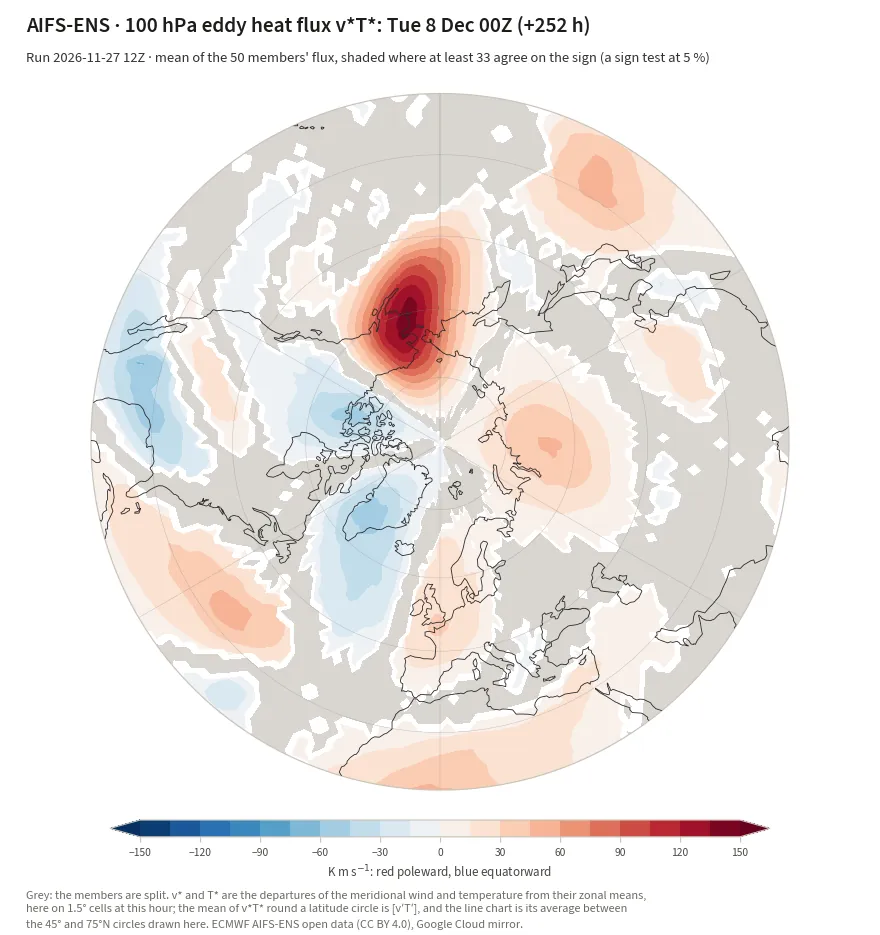 AIFS-ENS · 100 hPa eddy heat flux v*T*: Tue 8 Dec 00Z (+252 h)
Run 2026-11-27 12Z · mean of the 50 members' flux, shaded where at least 33 agree on the sign (a sign test at 5 %)
−150 −120 −90 −60 −30 0 30 60 90 120 150
K m s⁻¹: red poleward, blue equatorward
Grey: the members are split. v* and T* are the departures of the meridional wind and temperature from their zonal means,
here on 1.5° cells at this hour; the mean of v*T* round a latitude circle is [v′T′], and the line chart is its average between
the 45° and 75°N circles drawn here. ECMWF AIFS-ENS open data (CC BY 4.0), Google Cloud mirror.